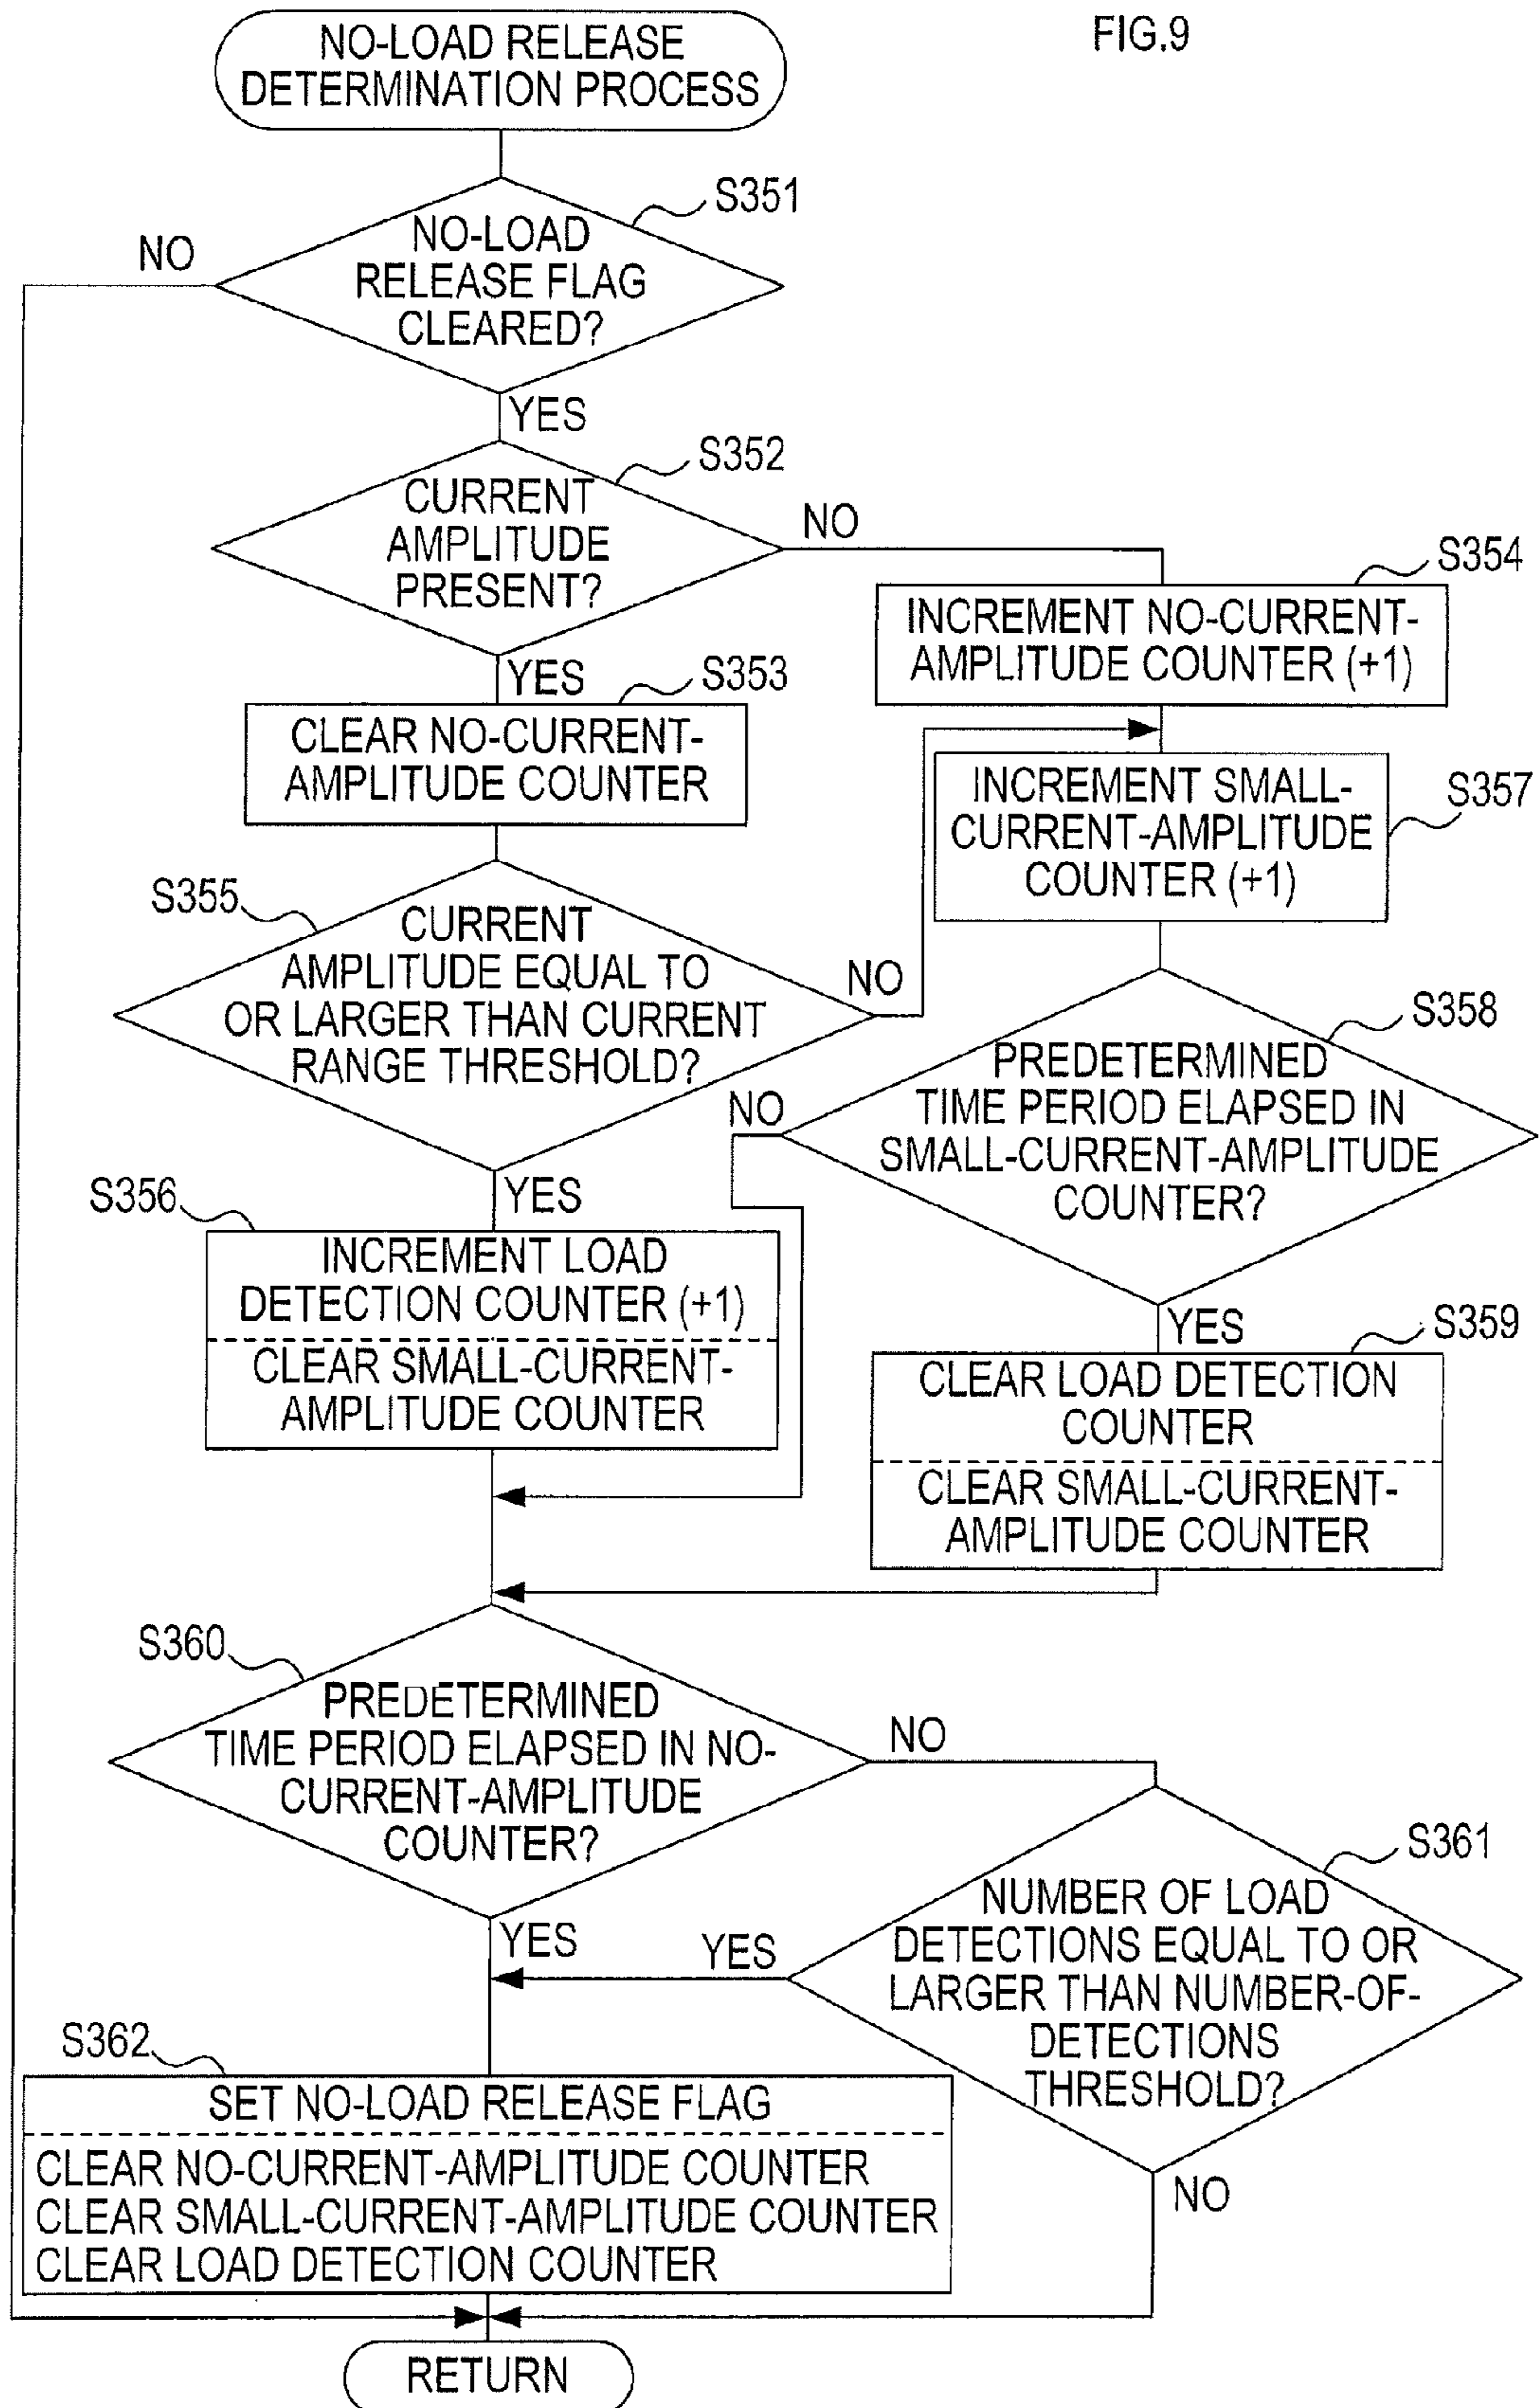 FIG.9
NO-LOAD RELEASE
DETERMINATION PROCESS
S351
NO-LOAD
RELEASE FLAG
CLEARED?
NO
YES
S352
CURRENT
AMPLITUDE
PRESENT?
NO
YES
S353
CLEAR NO-CURRENT-
AMPLITUDE COUNTER
S354
INCREMENT NO-CURRENT-
AMPLITUDE COUNTER (+1)
S355
CURRENT
AMPLITUDE EQUAL TO
OR LARGER THAN CURRENT
RANGE THRESHOLD?
NO
YES
S356
INCREMENT LOAD
DETECTION COUNTER (+1)
CLEAR SMALL-CURRENT-
AMPLITUDE COUNTER
S357
INCREMENT SMALL-
CURRENT-AMPLITUDE
COUNTER (+1)
S358
PREDETERMINED
TIME PERIOD ELAPSED IN
SMALL-CURRENT-AMPLITUDE
COUNTER?
NO
YES
S359
CLEAR LOAD DETECTION
COUNTER
CLEAR SMALL-CURRENT-
AMPLITUDE COUNTER
S360
PREDETERMINED
TIME PERIOD ELAPSED IN NO-
CURRENT-AMPLITUDE
COUNTER?
NO
YES
S361
NUMBER OF LOAD
DETECTIONS EQUAL TO OR
LARGER THAN NUMBER-OF-
DETECTIONS
THRESHOLD?
YES
NO
S362
SET NO-LOAD RELEASE FLAG
CLEAR NO-CURRENT-AMPLITUDE COUNTER
CLEAR SMALL-CURRENT-AMPLITUDE COUNTER
CLEAR LOAD DETECTION COUNTER
RETURN